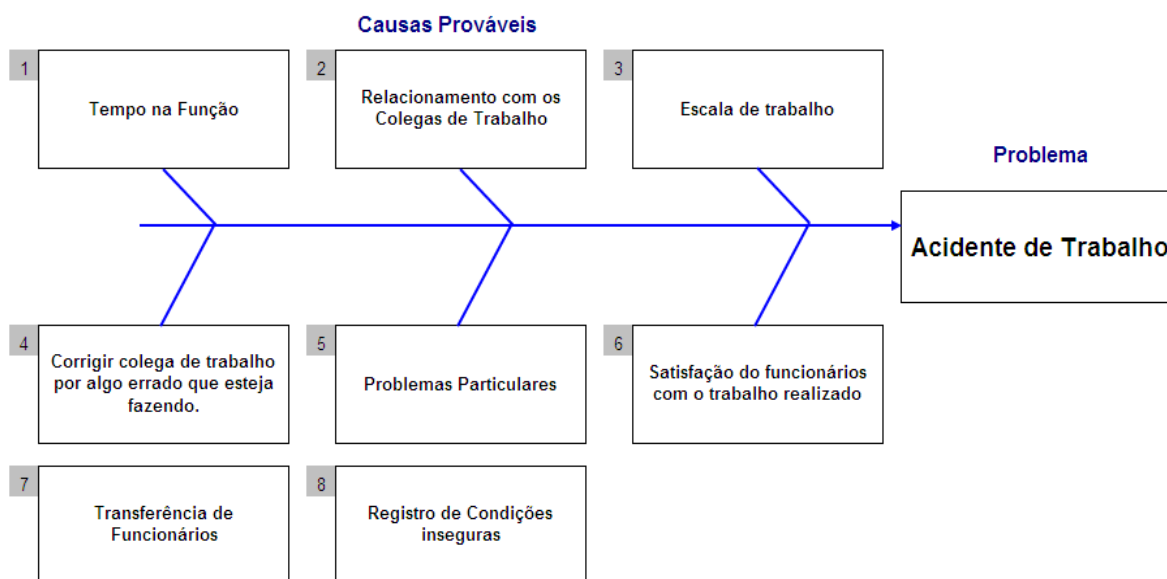 Causas Prováveis
1
Tempo na Função
2
Relacionamento com os
Colegas de Trabalho
3
Escala de trabalho
Problema
Acidente de Trabalho
4
Corrigir colega de trabalho
por algo errado que esteja
fazendo.
5
Problemas Particulares
6
Satisfação do funcionários
com o trabalho realizado
7
Transferência de
Funcionários
8
Registro de Condições
inseguras